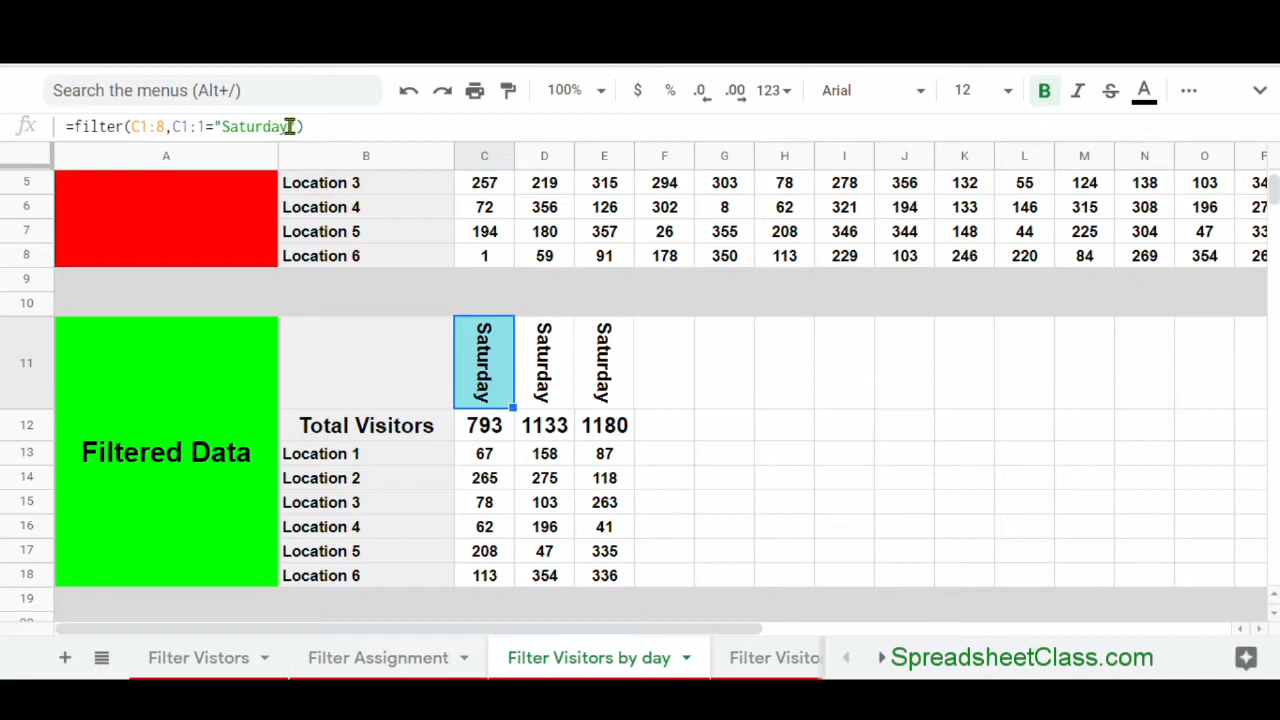 Search the menus (Alt+/) 100% $ % .0 .00 123 Arial 12 B I S A
fx =filter(C1:8,C1:1="Saturday")
A B C D E F G H I J K L M N O
5 Location 3 257 219 315 294 303 78 278 356 132 55 124 138 103 34
6 Location 4 72 356 126 302 8 62 321 194 133 146 315 308 196 27
7 Location 5 194 180 357 26 355 208 346 344 148 44 225 304 47 33
8 Location 6 1 59 91 178 350 113 229 103 246 220 84 269 354 26
9
10
11 Saturday Saturday Saturday
12 Total Visitors 793 1133 1180
Filtered Data
13 Location 1 67 158 87
14 Location 2 265 275 118
15 Location 3 78 103 263
16 Location 4 62 196 41
17 Location 5 208 47 335
18 Location 6 113 354 336
19
Filter Vistors Filter Assignment Filter Visitors by day Filter Visito SpreadsheetClass.com